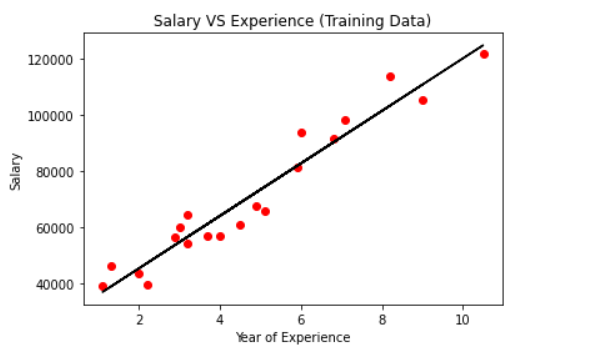 Salary VS Experience (Training Data)
120000
100000
80000
60000
40000
Salary
2 4 6 8 10
Year of Experience